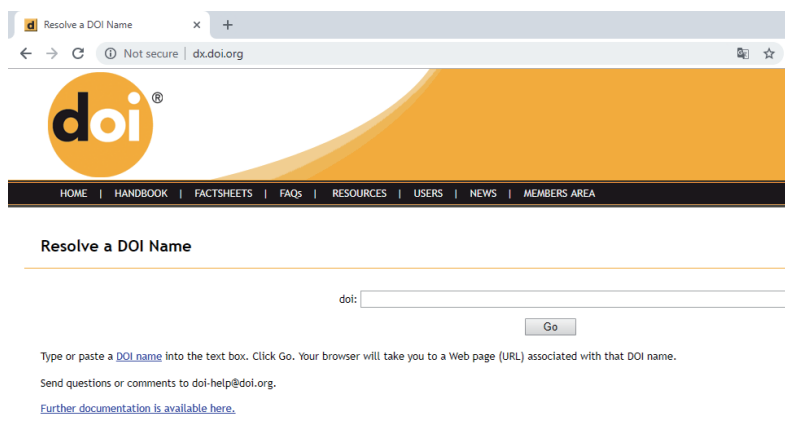 d Resolve a DOI Name × +
Not secure | dx.doi.org
doi®
HOME | HANDBOOK | FACTSHEETS | FAQs | RESOURCES | USERS | NEWS | MEMBERS AREA
Resolve a DOI Name
doi:
Go
Type or paste a DOI name into the text box. Click Go. Your browser will take you to a Web page (URL) associated with that DOI name.
Send questions or comments to doi-help@doi.org.
Further documentation is available here.